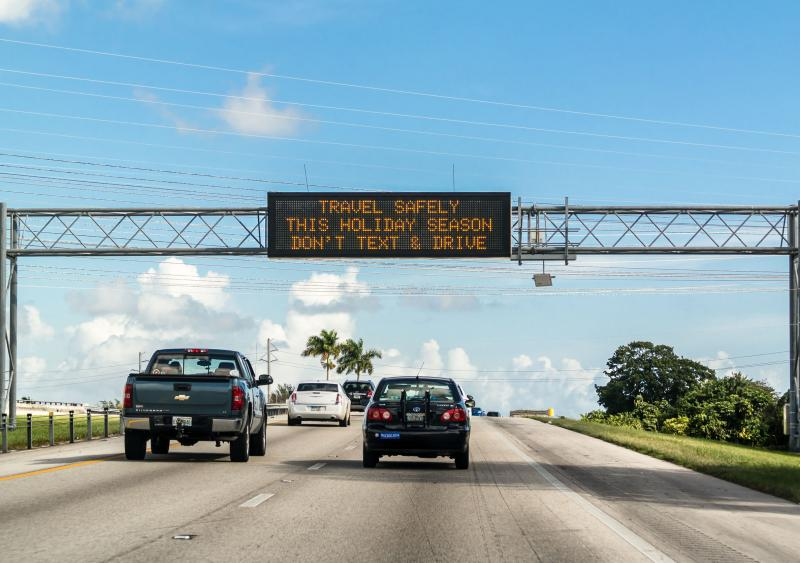 TRAVEL SAFELY
THIS HOLIDAY SEASON
DON'T TEXT & DRIVE